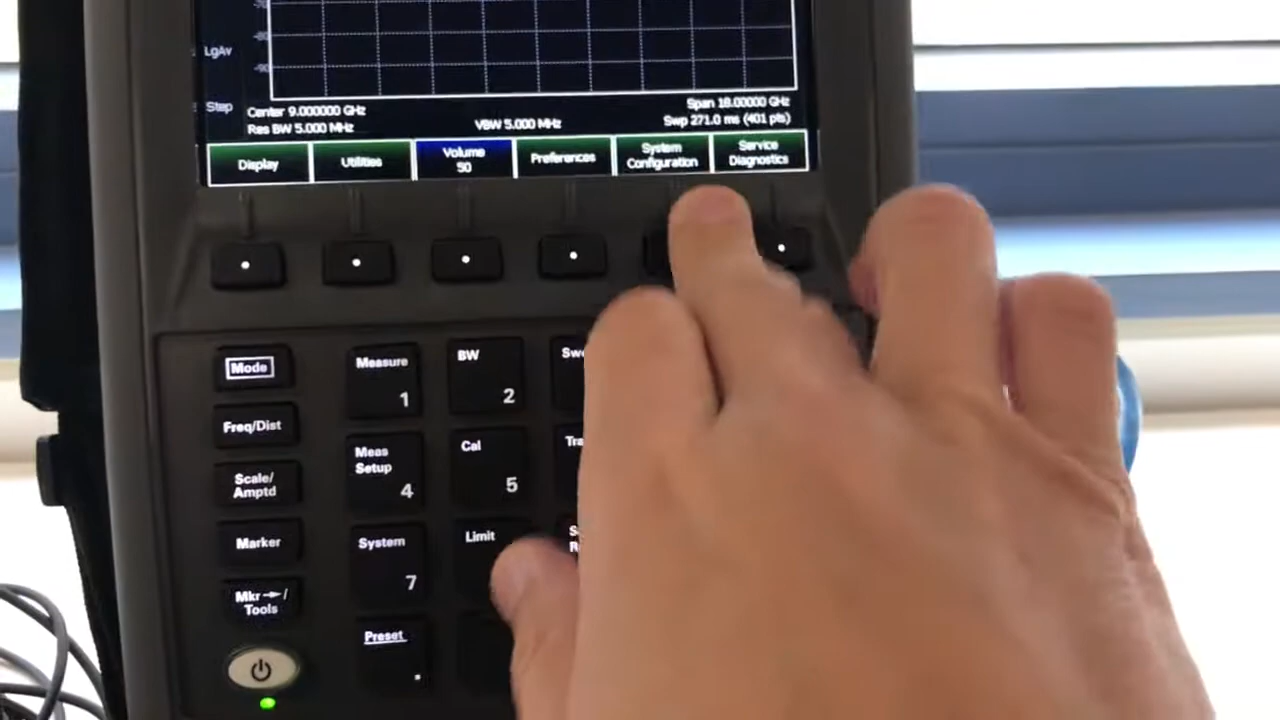 -80
LgAv
-90
Step
Center 9.000000 GHz
Span 18.00000 GHz
Res BW 5.000 MHz
VBW 5.000 MHz
Swp 271.0 ms (401 pts)
Display
Utilities
Volume
50
Preferences
System
Configuration
Service
Diagnostics
Mode
Measure
1
BW
2
Freq/Dist
Meas
Setup
4
Cal
5
Scale/
Amptd
Marker
System
7
Limit
Mkr→/
Tools
Preset
.